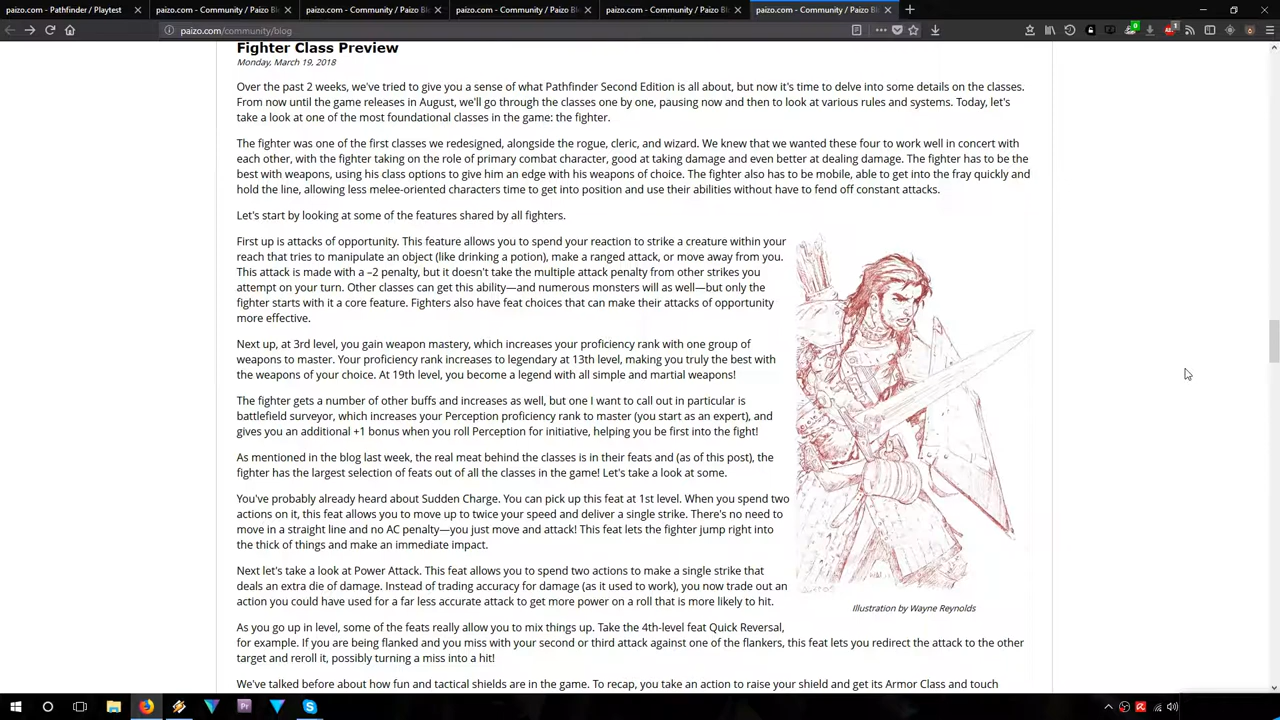 paizo.com - Pathfinder / Playtest
paizo.com - Community / Paizo Bl
paizo.com - Community / Paizo Bl
paizo.com - Community / Paizo Bl
paizo.com - Community / Paizo Bl
paizo.com - Community / Paizo Bl
paizo.com/community/blog
Fighter Class Preview
Monday, March 19, 2018
Over the past 2 weeks, we've tried to give you a sense of what Pathfinder Second Edition is all about, but now it's time to delve into some details on the classes.
From now until the game releases in August, we'll go through the classes one by one, pausing now and then to look at various rules and systems. Today, let's
take a look at one of the most foundational classes in the game: the fighter.
The fighter was one of the first classes we redesigned, alongside the rogue, cleric, and wizard. We knew that we wanted these four to work well in concert with
each other, with the fighter taking on the role of primary combat character, good at taking damage and even better at dealing damage. The fighter has to be the
best with weapons, using his class options to give him an edge with his weapons of choice. The fighter also has to be mobile, able to get into the fray quickly and
hold the line, allowing less melee-oriented characters time to get into position and use their abilities without have to fend off constant attacks.
Let's start by looking at some of the features shared by all fighters.
First up is attacks of opportunity. This feature allows you to spend your reaction to strike a creature within your
reach that tries to manipulate an object (like drinking a potion), make a ranged attack, or move away from you.
This attack is made with a –2 penalty, but it doesn't take the multiple attack penalty from other strikes you
attempt on your turn. Other classes can get this ability—and numerous monsters will as well—but only the
fighter starts with it a core feature. Fighters also have feat choices that can make their attacks of opportunity
more effective.
Next up, at 3rd level, you gain weapon mastery, which increases your proficiency rank with one group of
weapons to master. Your proficiency rank increases to legendary at 13th level, making you truly the best with
the weapons of your choice. At 19th level, you become a legend with all simple and martial weapons!
The fighter gets a number of other buffs and increases as well, but one I want to call out in particular is
battlefield surveyor, which increases your Perception proficiency rank to master (you start as an expert), and
gives you an additional +1 bonus when you roll Perception for initiative, helping you be first into the fight!
As mentioned in the blog last week, the real meat behind the classes is in their feats and (as of this post), the
fighter has the largest selection of feats out of all the classes in the game! Let's take a look at some.
You've probably already heard about Sudden Charge. You can pick up this feat at 1st level. When you spend two
actions on it, this feat allows you to move up to twice your speed and deliver a single strike. There's no need to
move in a straight line and no AC penalty—you just move and attack! This feat lets the fighter jump right into
the thick of things and make an immediate impact.
Next let's take a look at Power Attack. This feat allows you to spend two actions to make a single strike that
deals an extra die of damage. Instead of trading accuracy for damage (as it used to work), you now trade out an
action you could have used for a far less accurate attack to get more power on a roll that is more likely to hit.
Illustration by Wayne Reynolds
As you go up in level, some of the feats really allow you to mix things up. Take the 4th-level feat Quick Reversal,
for example. If you are being flanked and you miss with your second or third attack against one of the flankers, this feat lets you redirect the attack to the other
target and reroll it, possibly turning a miss into a hit!
We've talked before about how fun and tactical shields are in the game. To recap, you take an action to raise your shield and get its Armor Class and touch